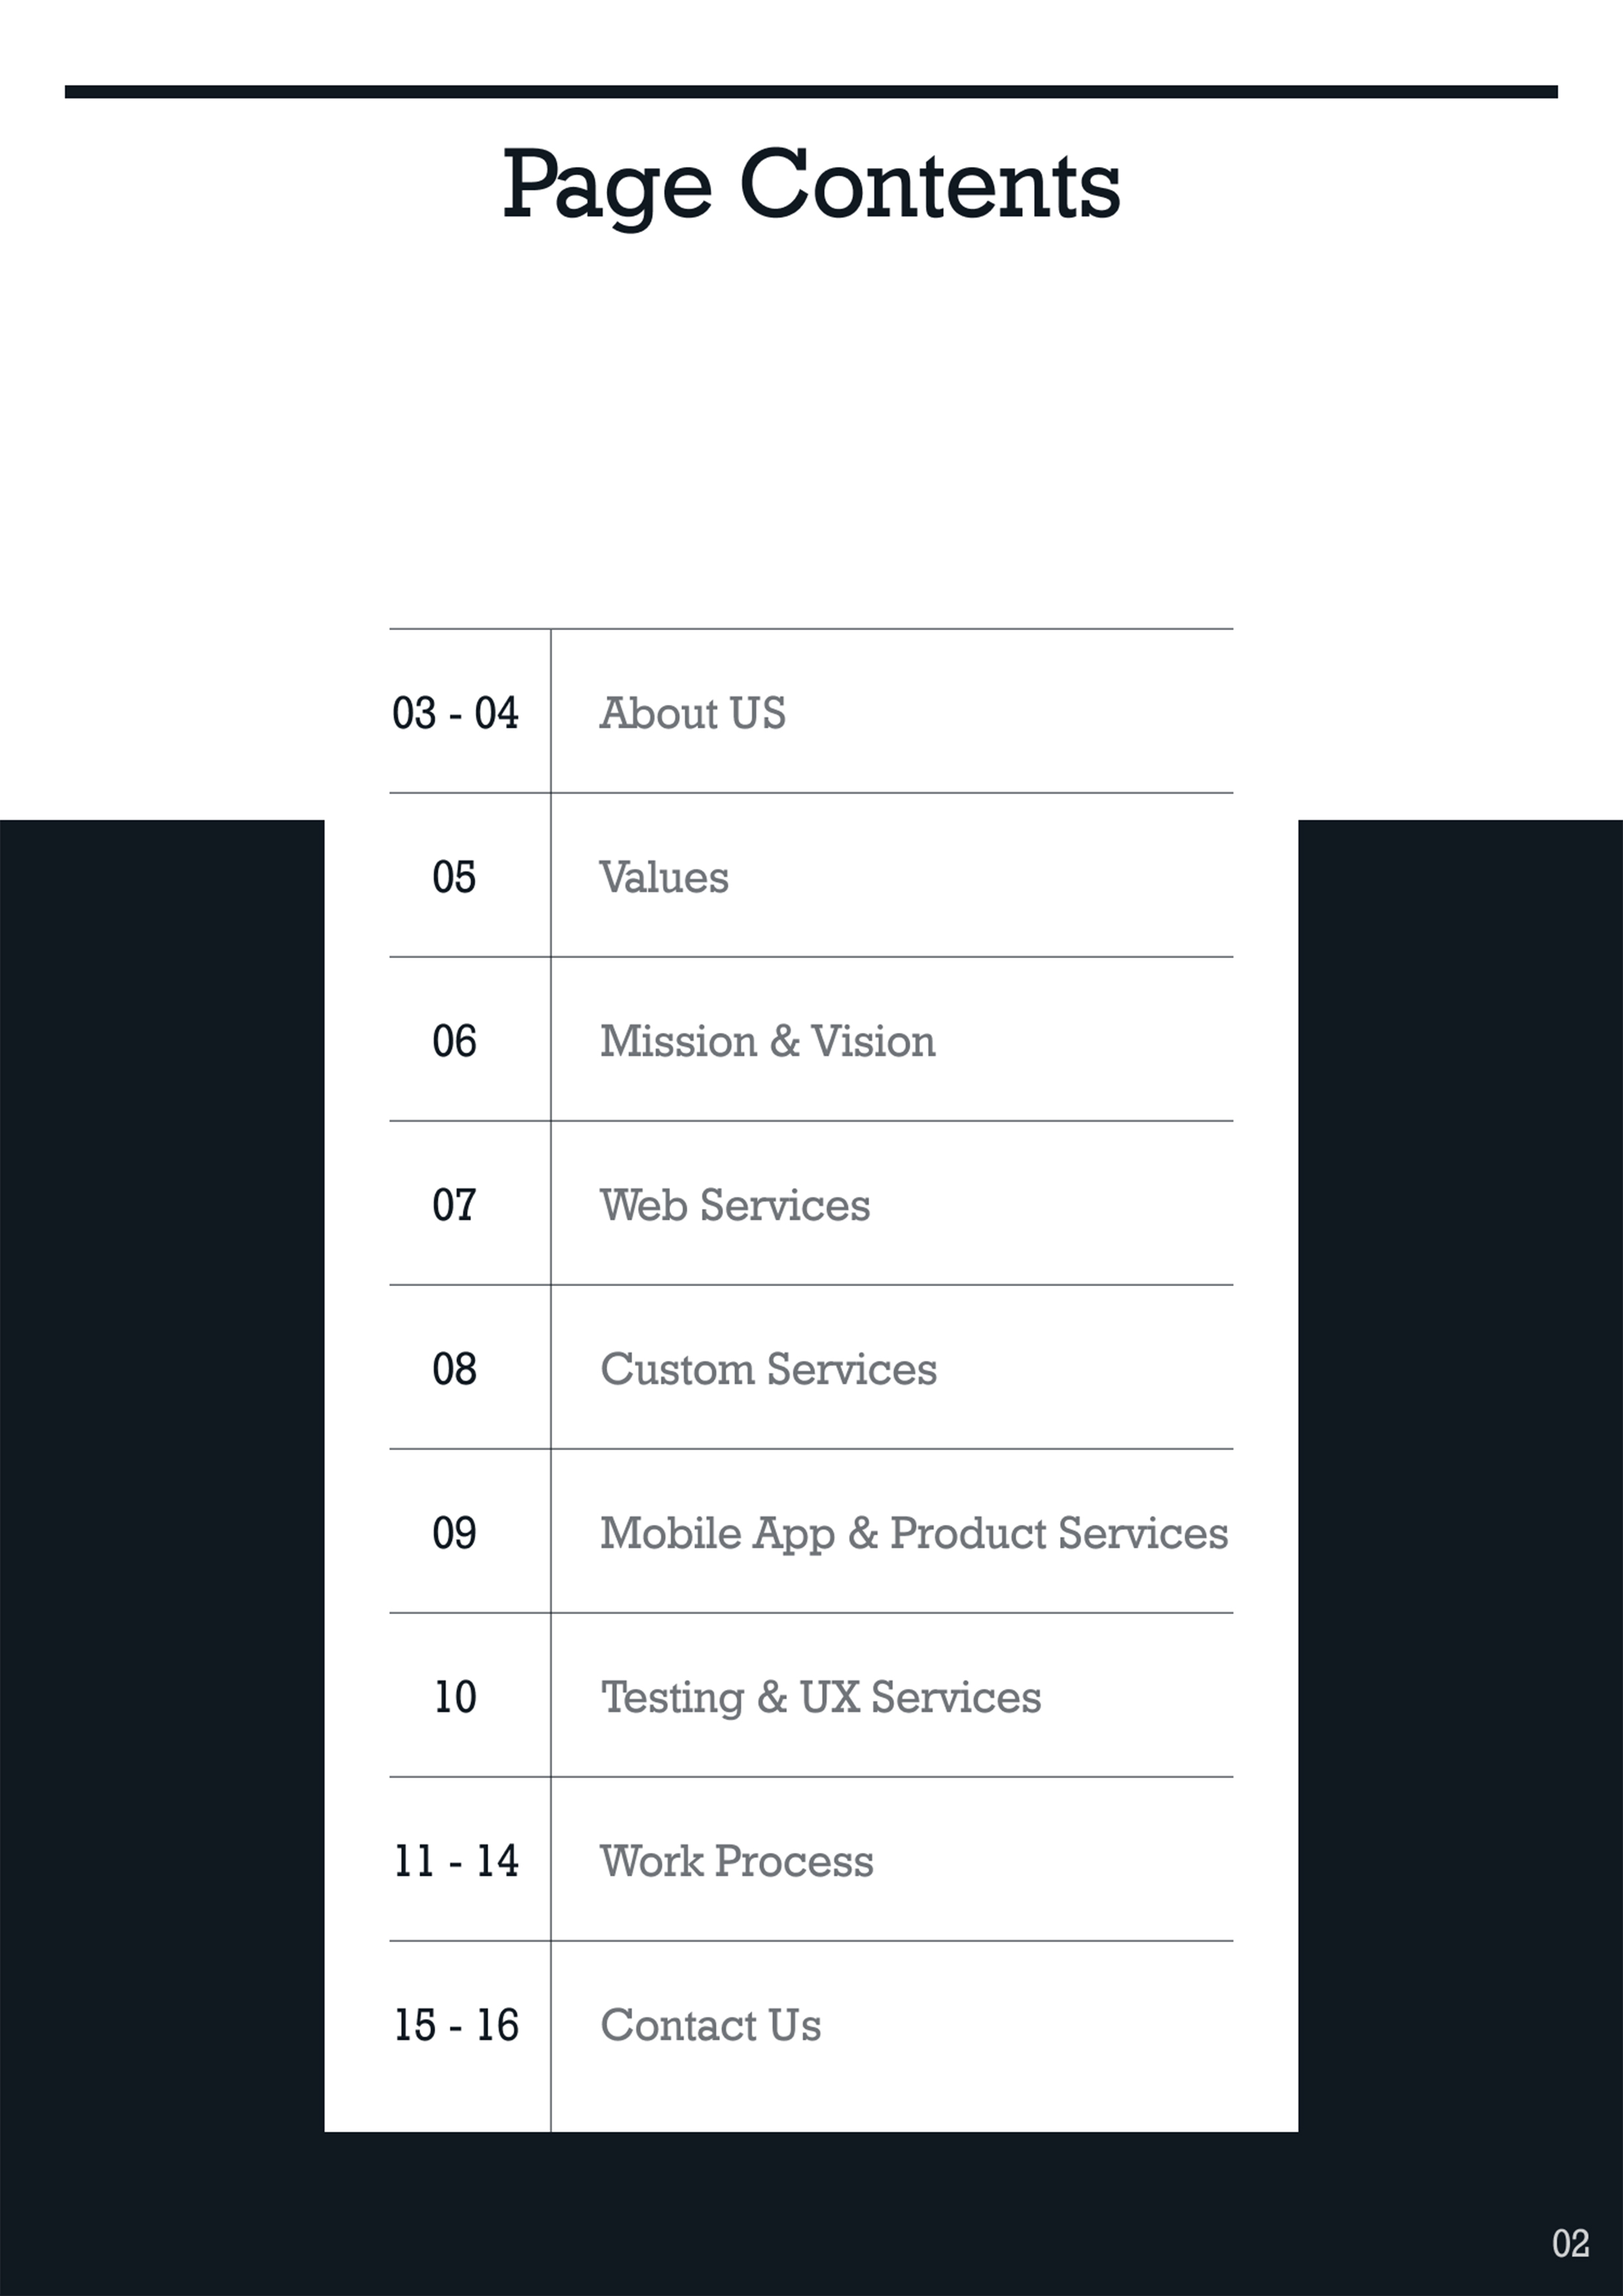 Page Contents
03 - 04 About US
05 Values
06 Mission & Vision
07 Web Services
08 Custom Services
09 Mobile App & Product Services
10 Testing & UX Services
11 - 14 Work Process
15 - 16 Contact Us
02